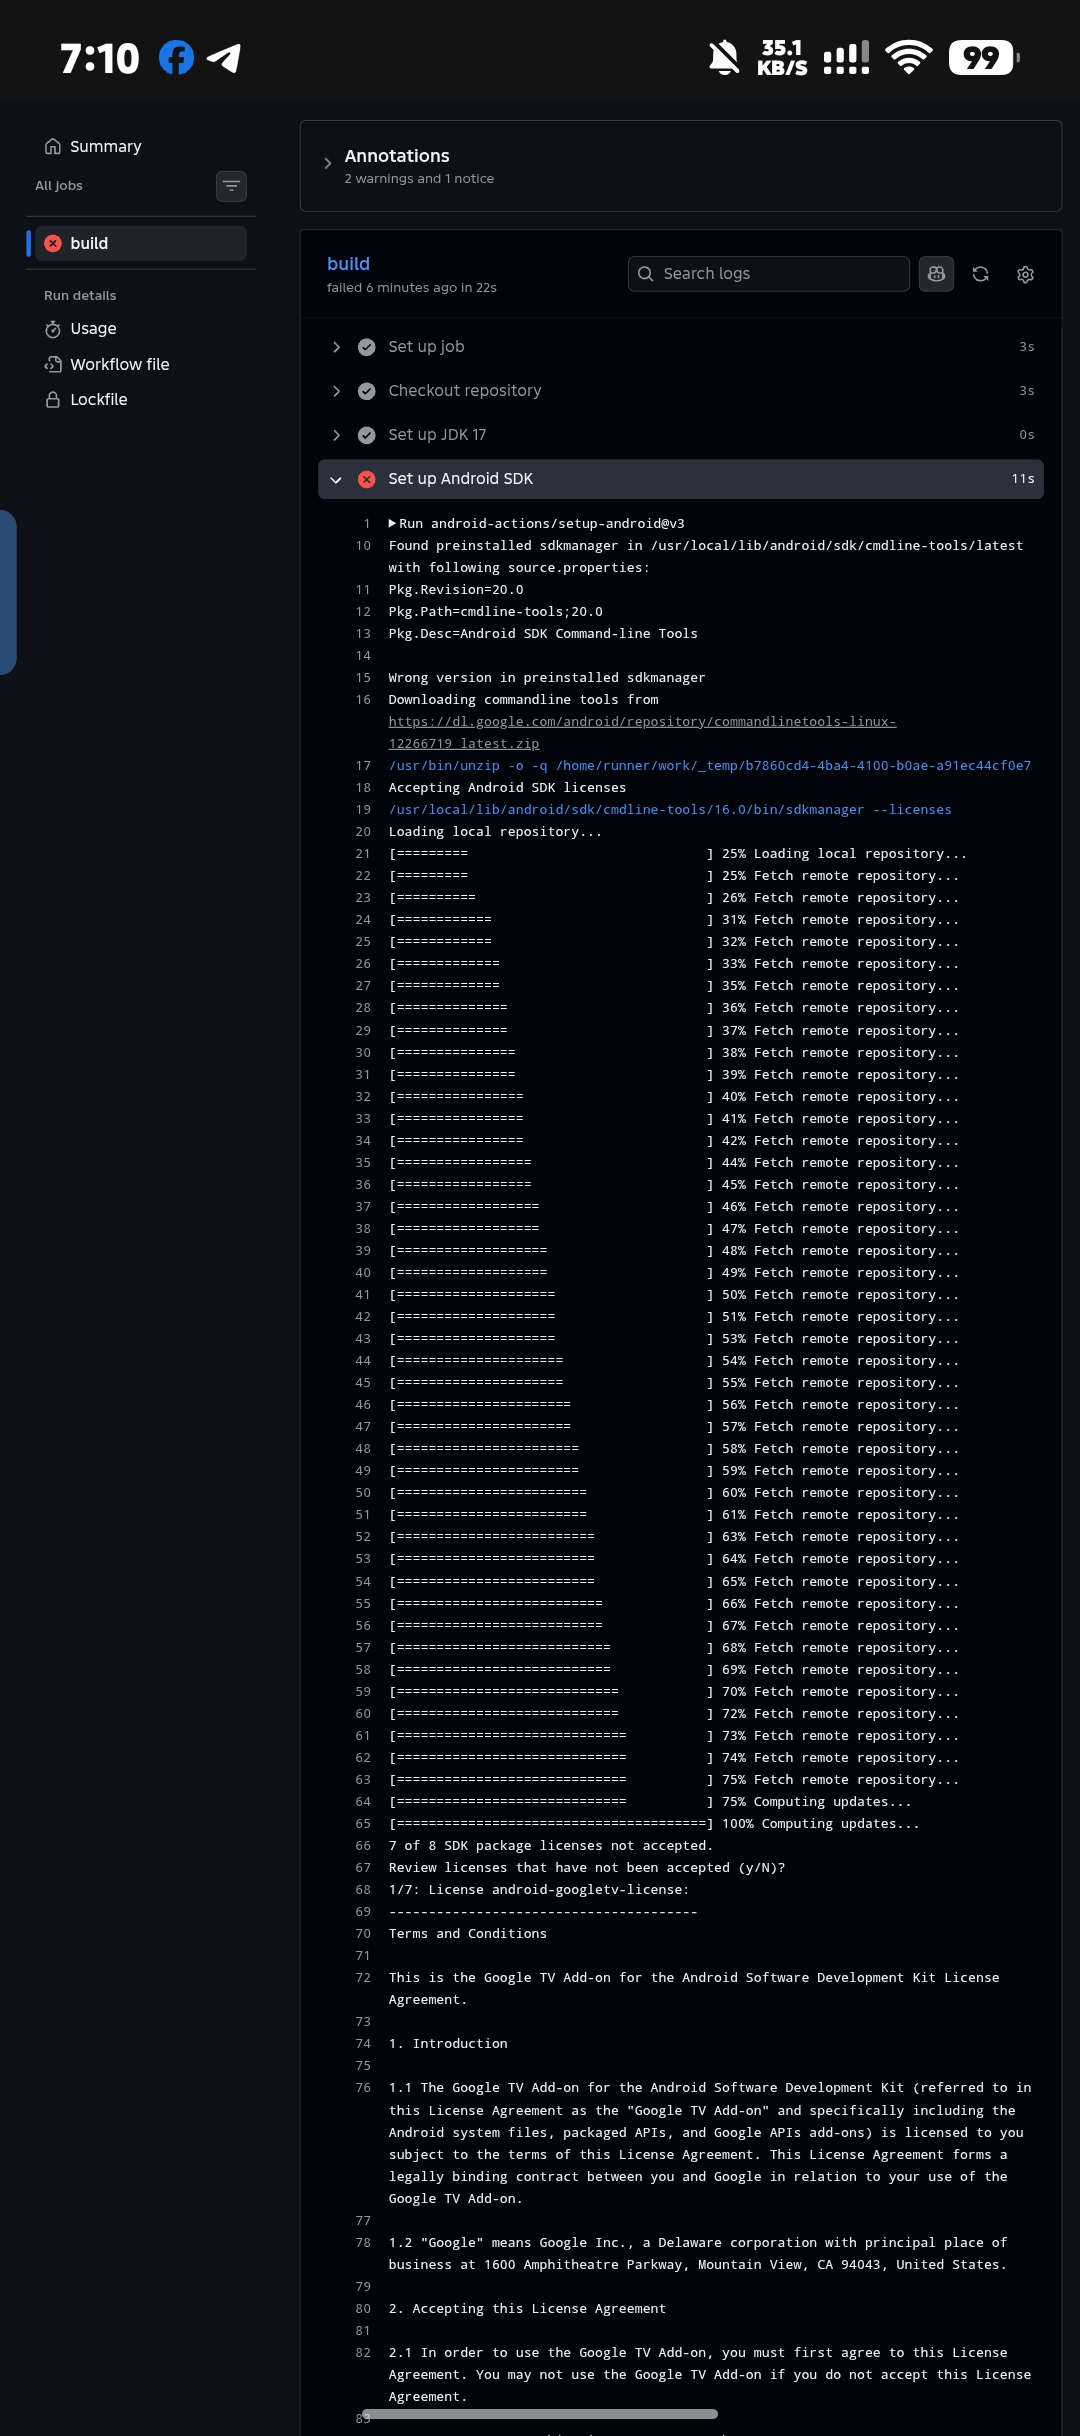 7:10
35.1
KB/S
99
Summary
All jobs
build
Run details
Usage
Workflow file
Lockfile
Annotations
2 warnings and 1 notice
build
failed 6 minutes ago in 22s
Search logs
Set up job 3s
Checkout repository 3s
Set up JDK 17 0s
Set up Android SDK 11s
1 Run android-actions/setup-android@v3
10 Found preinstalled sdkmanager in /usr/local/lib/android/sdk/cmdline-tools/latest
with following source.properties:
11 Pkg.Revision=20.0
12 Pkg.Path=cmdline-tools;20.0
13 Pkg.Desc=Android SDK Command-line Tools
14
15 Wrong version in preinstalled sdkmanager
16 Downloading commandline tools from
https://dl.google.com/android/repository/commandlinetools-linux-
12266719_latest.zip
17 /usr/bin/unzip -o -q /home/runner/work/_temp/b7860cd4-4ba4-4100-b0ae-a91ec44cf0e7
18 Accepting Android SDK licenses
19 /usr/local/lib/android/sdk/cmdline-tools/16.0/bin/sdkmanager --licenses
20 Loading local repository...
21 [========= ] 25% Loading local repository...
22 [========= ] 25% Fetch remote repository...
23 [========== ] 26% Fetch remote repository...
24 [============ ] 31% Fetch remote repository...
25 [============ ] 32% Fetch remote repository...
26 [============= ] 33% Fetch remote repository...
27 [============= ] 35% Fetch remote repository...
28 [============== ] 36% Fetch remote repository...
29 [============== ] 37% Fetch remote repository...
30 [=============== ] 38% Fetch remote repository...
31 [=============== ] 39% Fetch remote repository...
32 [================ ] 40% Fetch remote repository...
33 [================ ] 41% Fetch remote repository...
34 [================ ] 42% Fetch remote repository...
35 [================= ] 44% Fetch remote repository...
36 [================= ] 45% Fetch remote repository...
37 [================== ] 46% Fetch remote repository...
38 [================== ] 47% Fetch remote repository...
39 [=================== ] 48% Fetch remote repository...
40 [=================== ] 49% Fetch remote repository...
41 [==================== ] 50% Fetch remote repository...
42 [==================== ] 51% Fetch remote repository...
43 [==================== ] 53% Fetch remote repository...
44 [===================== ] 54% Fetch remote repository...
45 [===================== ] 55% Fetch remote repository...
46 [====================== ] 56% Fetch remote repository...
47 [====================== ] 57% Fetch remote repository...
48 [======================= ] 58% Fetch remote repository...
49 [======================= ] 59% Fetch remote repository...
50 [======================== ] 60% Fetch remote repository...
51 [======================== ] 61% Fetch remote repository...
52 [========================= ] 63% Fetch remote repository...
53 [========================= ] 64% Fetch remote repository...
54 [========================= ] 65% Fetch remote repository...
55 [========================== ] 66% Fetch remote repository...
56 [========================== ] 67% Fetch remote repository...
57 [=========================== ] 68% Fetch remote repository...
58 [=========================== ] 69% Fetch remote repository...
59 [============================ ] 70% Fetch remote repository...
60 [============================ ] 72% Fetch remote repository...
61 [============================= ] 73% Fetch remote repository...
62 [============================= ] 74% Fetch remote repository...
63 [============================= ] 75% Fetch remote repository...
64 [============================= ] 75% Computing updates...
65 [=======================================] 100% Computing updates...
66 7 of 8 SDK package licenses not accepted.
67 Review licenses that have not been accepted (y/N)?
68 1/7: License android-googletv-license:
69 ---------------------------------------
70 Terms and Conditions
71
72 This is the Google TV Add-on for the Android Software Development Kit License
Agreement.
73
74 1. Introduction
75
76 1.1 The Google TV Add-on for the Android Software Development Kit (referred to in
this License Agreement as the "Google TV Add-on" and specifically including the
Android system files, packaged APIs, and Google APIs add-ons) is licensed to you
subject to the terms of this License Agreement. This License Agreement forms a
legally binding contract between you and Google in relation to your use of the
Google TV Add-on.
77
78 1.2 "Google" means Google Inc., a Delaware corporation with principal place of
business at 1600 Amphitheatre Parkway, Mountain View, CA 94043, United States.
79
80 2. Accepting this License Agreement
81
82 2.1 In order to use the Google TV Add-on, you must first agree to this License
Agreement. You may not use the Google TV Add-on if you do not accept this License
Agreement.
83